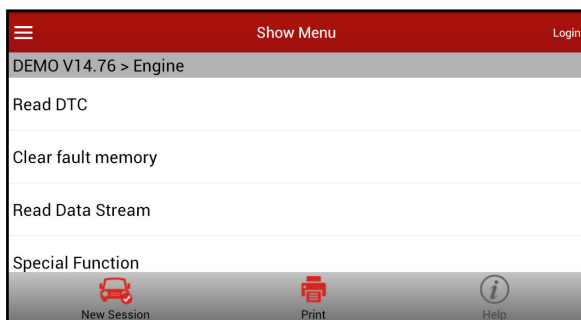 Show Menu
Login
DEMO V14.76 > Engine
Read DTC
Clear fault memory
Read Data Stream
Special Function
New Session
Print
Help